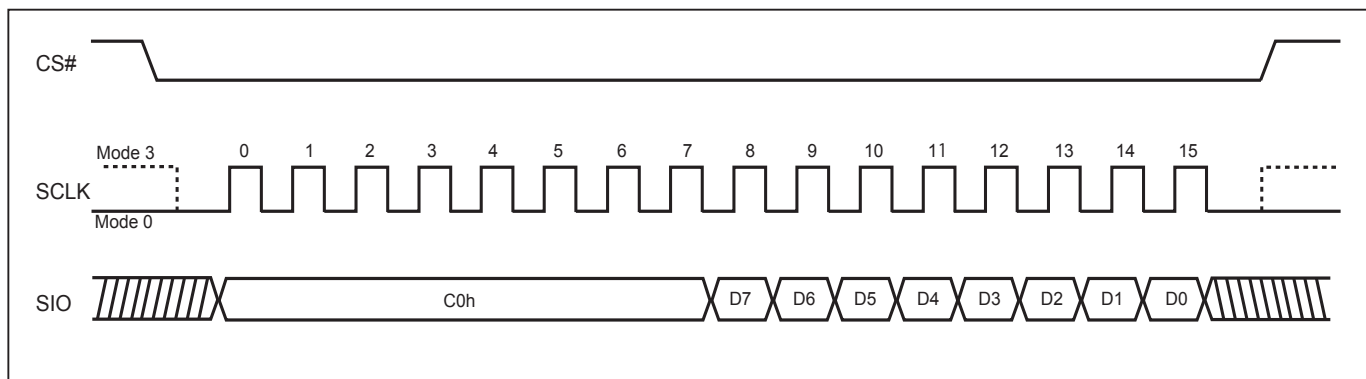 CS#
Mode 3
0 1 2 3 4 5 6 7 8 9 10 11 12 13 14 15
SCLK
Mode 0
SIO
C0h D7 D6 D5 D4 D3 D2 D1 D0